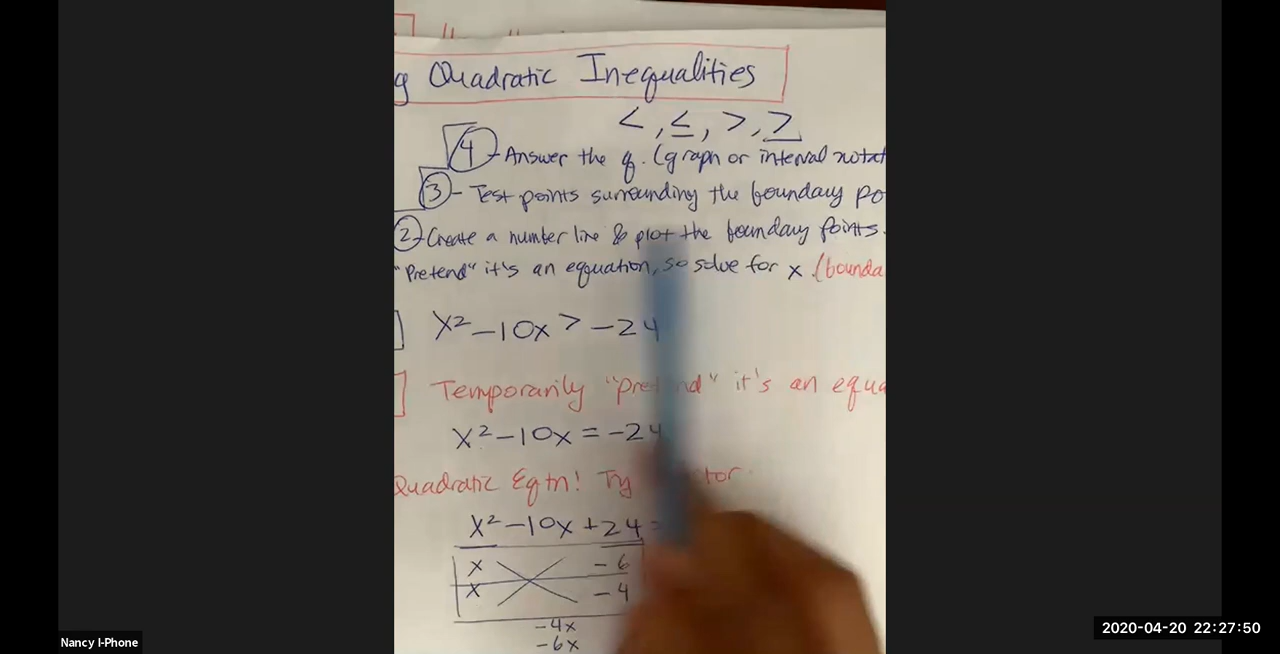 g Quadratic Inequalities
<, ≤, >, ≥
④ - Answer the q. (graph or interval notat
③ - Test points surrounding the boundary po
② - Create a number line & plot the boundary points.
"Pretend" it's an equation, so solve for x (bounda
x² - 10x > -24
Temporarily "Pretend" it's an equa
x² - 10x = -24
Quadratic Eqtn! Try
x² - 10x + 24 =
x - 6
x - 4
-4x
-6x
Nancy I-Phone
2020-04-20 22:27:50